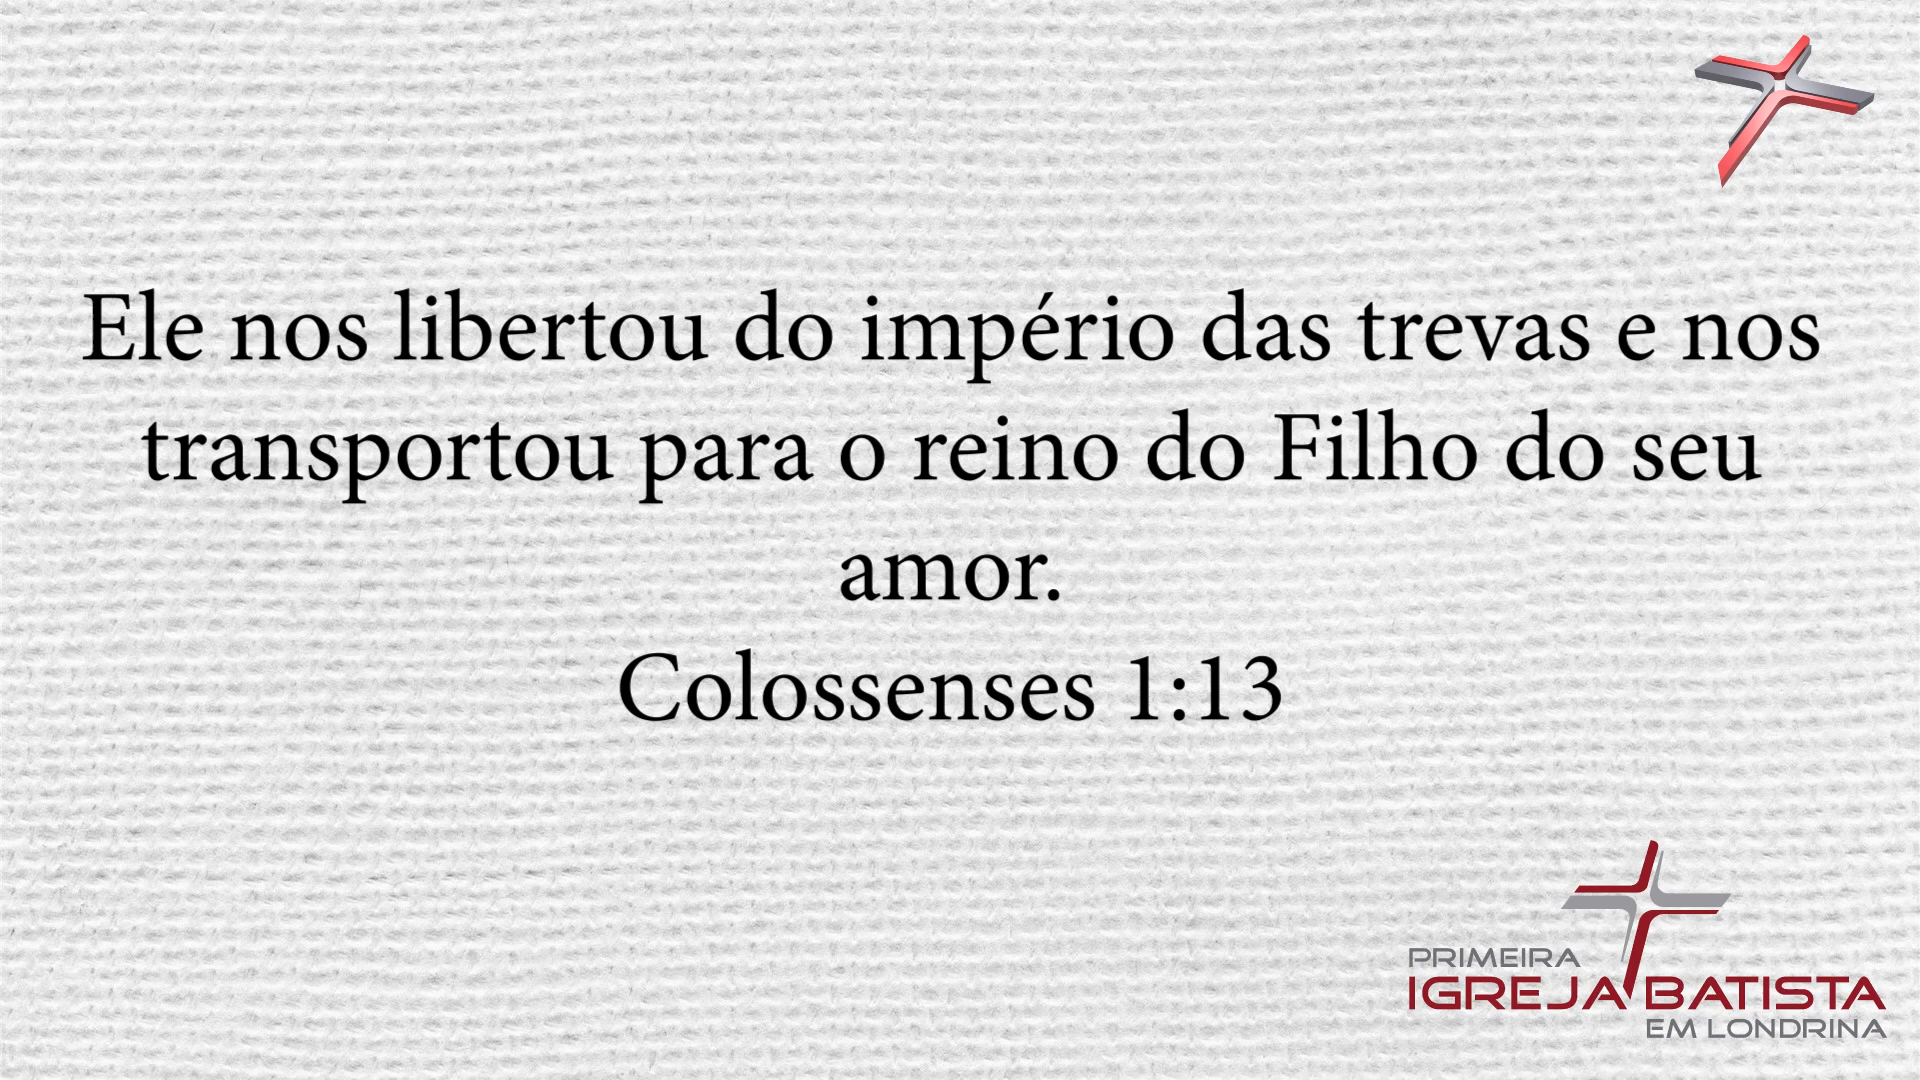 Ele nos libertou do império das trevas e nos
transportou para o reino do Filho do seu
amor.
Colossenses 1:13
PRIMEIRA
IGREJA BATISTA
EM LONDRINA